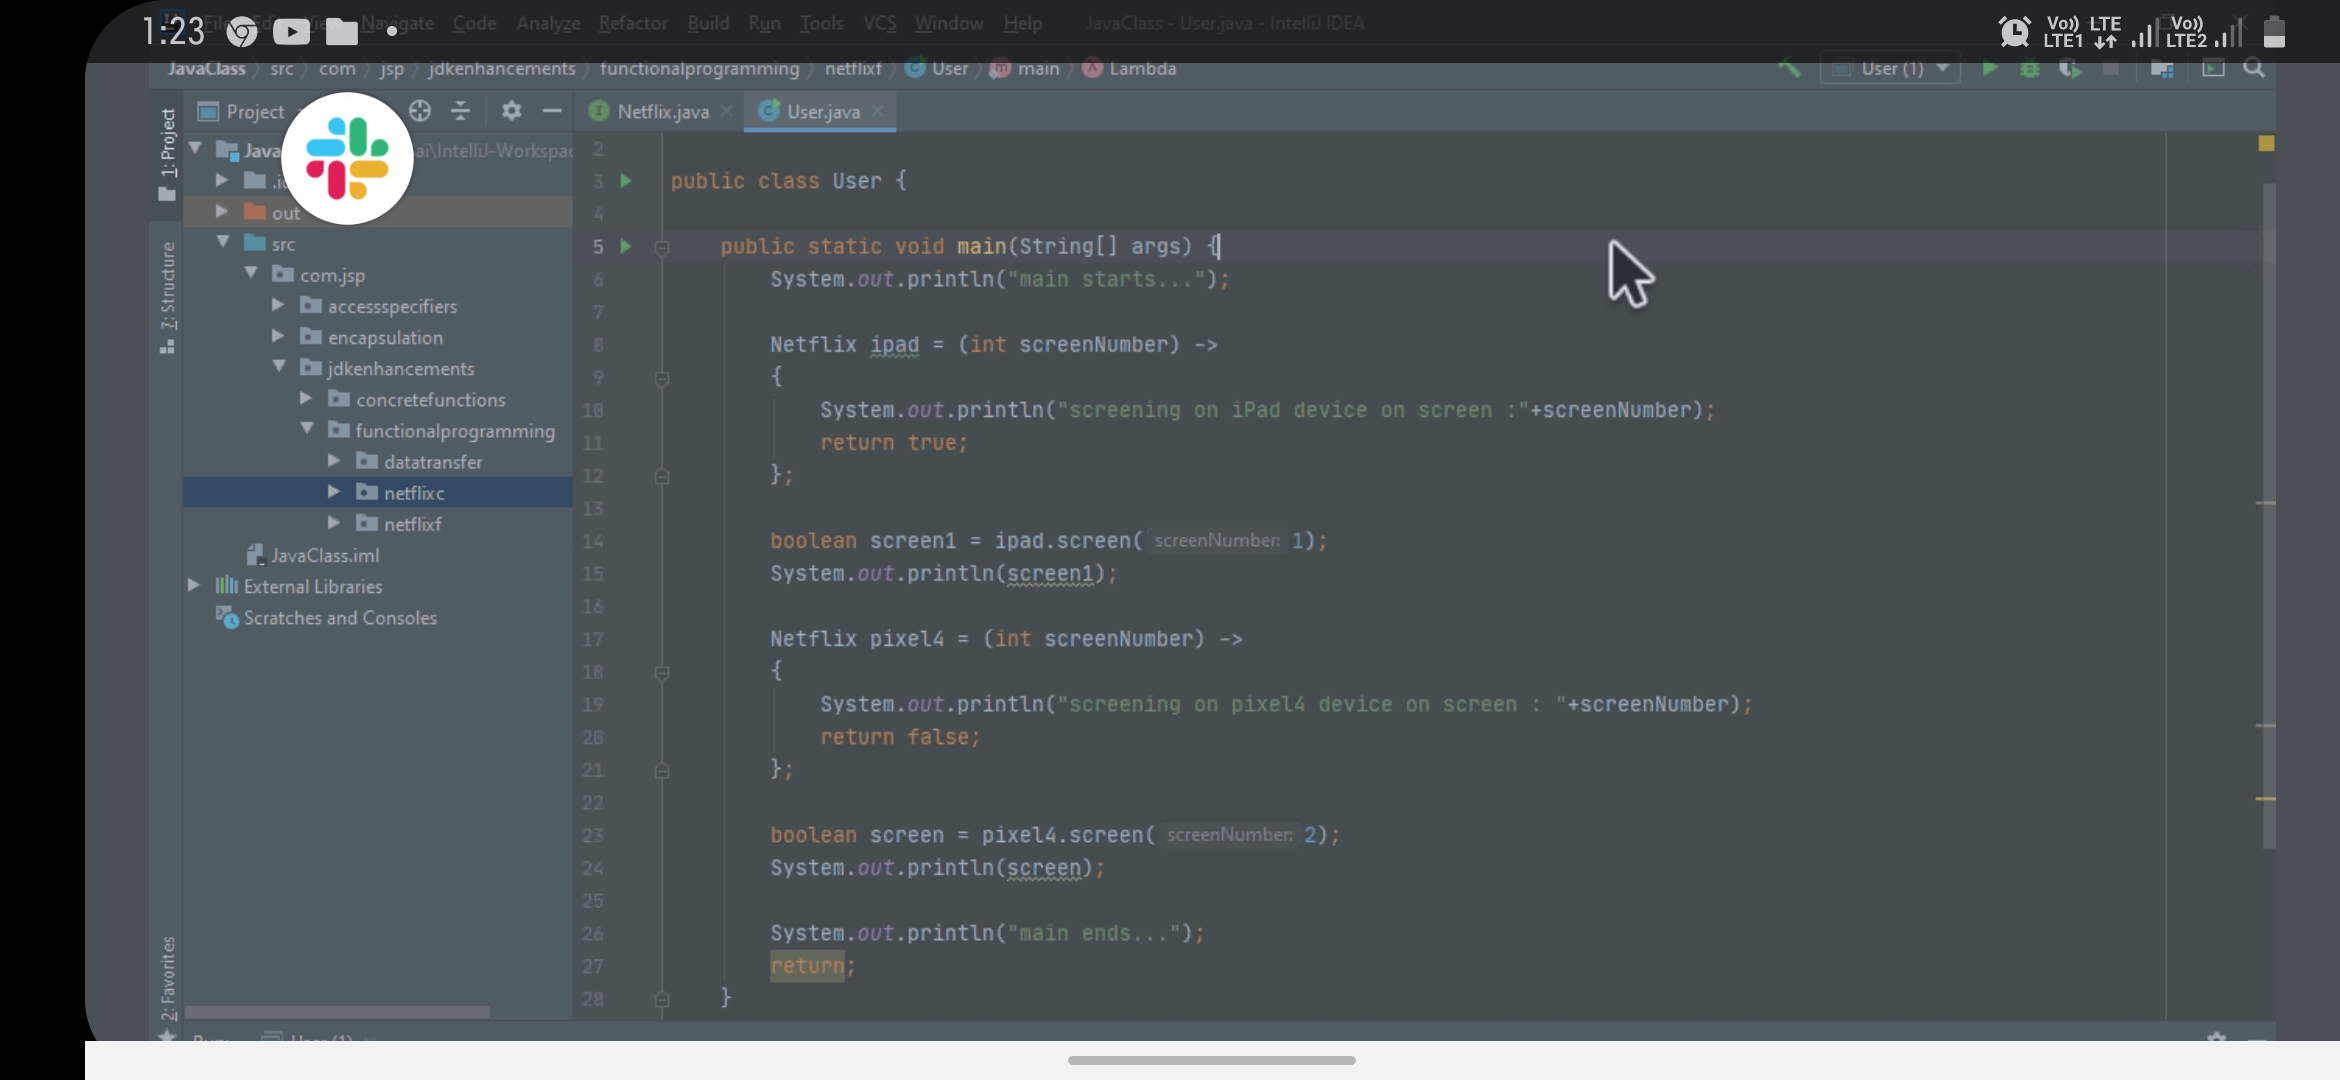 1:23
Vo)) LTE1 LTE Vo)) LTE2
Navigate Code Analyze Refactor Build Run Tools VCS Window Help JavaClass - User.java - IntelliJ IDEA
JavaClass src com jsp jdkenhancements functionalprogramming netflixf User main Lambda User (1)
1: Project
7: Structure
2: Favorites
Project
Java ai\IntelliJ-Workspac
out
src
com.jsp
accessspecifiers
encapsulation
jdkenhancements
concretefunctions
functionalprogramming
datatransfer
netflixc
netflixf
JavaClass.iml
External Libraries
Scratches and Consoles
Netflix.java User.java
2
3 public class User {
4
5 public static void main(String[] args) {
6 System.out.println("main starts...");
7
8 Netflix ipad = (int screenNumber) ->
9 {
10 System.out.println("screening on iPad device on screen :"+screenNumber);
11 return true;
12 };
13
14 boolean screen1 = ipad.screen( screenNumber: 1);
15 System.out.println(screen1);
16
17 Netflix pixel4 = (int screenNumber) ->
18 {
19 System.out.println("screening on pixel4 device on screen : "+screenNumber);
20 return false;
21 };
22
23 boolean screen = pixel4.screen( screenNumber: 2);
24 System.out.println(screen);
25
26 System.out.println("main ends...");
27 return;
28 }